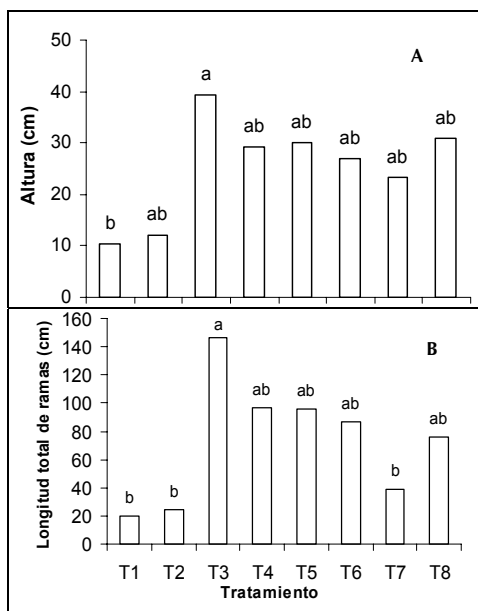 A
Altura (cm)
50
40
30
20
10
0
b
ab
a
ab
ab
ab
ab
ab
B
Longitud total de ramas (cm)
160
140
120
100
80
60
40
20
0
b
b
a
ab
ab
ab
b
ab
T1 T2 T3 T4 T5 T6 T7 T8
Tratamiento